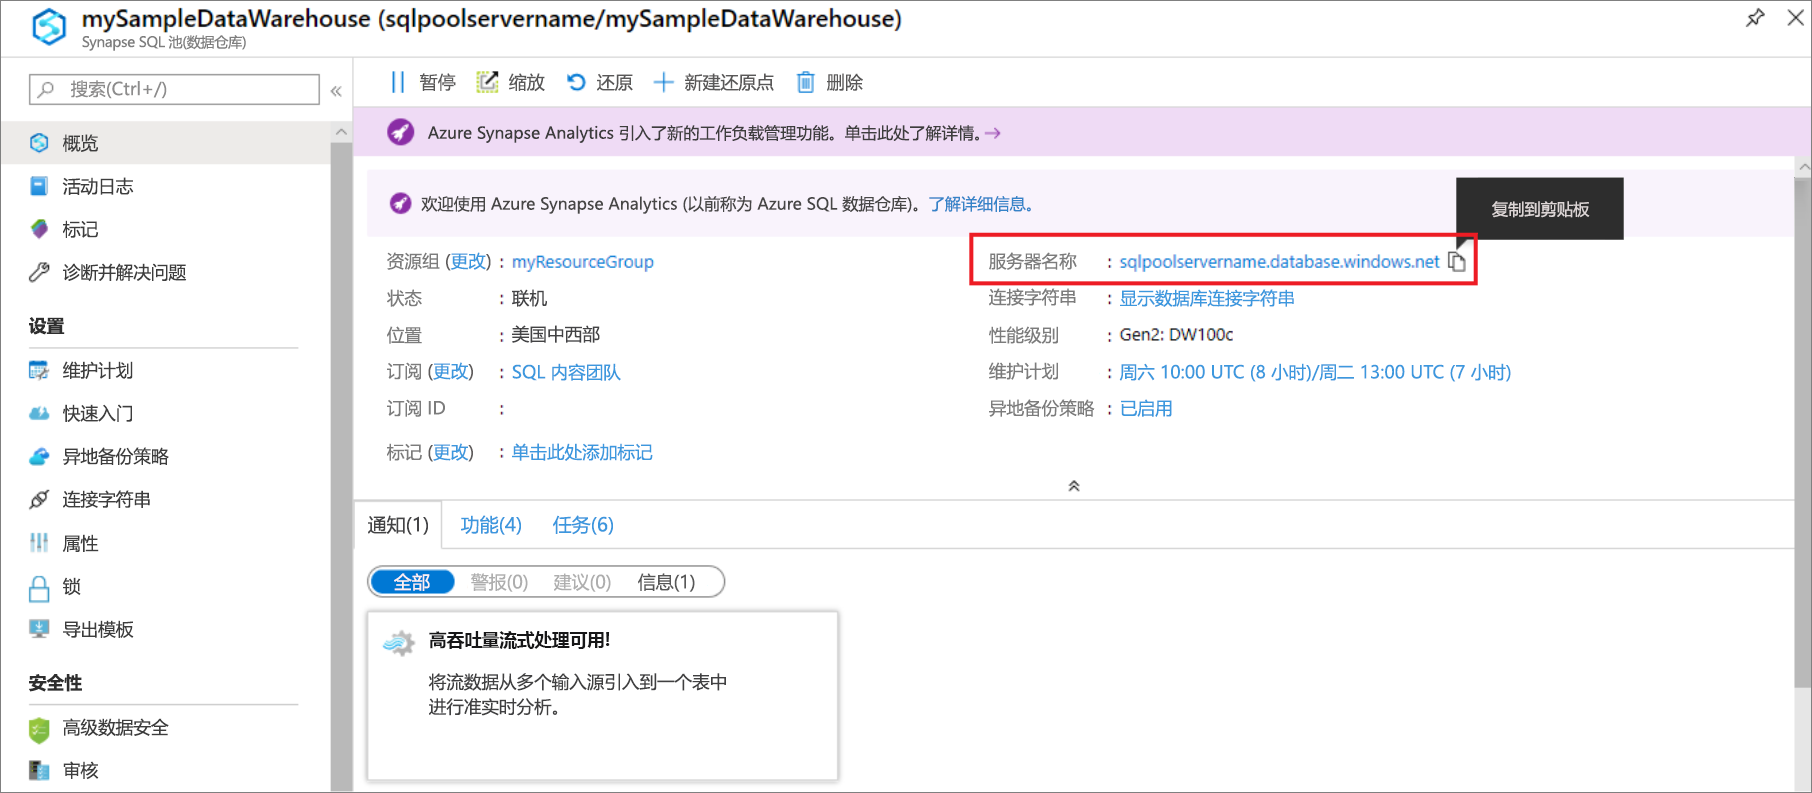 mySampleDataWarehouse (sqlpoolservername/mySampleDataWarehouse)
Synapse SQL 池(数据仓库)
搜索(Ctrl+/)
«
概览
活动日志
标记
诊断并解决问题
设置
维护计划
快速入门
异地备份策略
连接字符串
属性
锁
导出模板
安全性
高级数据安全
审核
暂停 缩放 还原 新建还原点 删除
Azure Synapse Analytics 引入了新的工作负载管理功能。单击此处了解详情。→
欢迎使用 Azure Synapse Analytics (以前称为 Azure SQL 数据仓库)。了解详细信息。
复制到剪贴板
资源组 (更改) : myResourceGroup
状态 : 联机
位置 : 美国中西部
订阅 (更改) : SQL 内容团队
订阅 ID :
标记 (更改) : 单击此处添加标记
服务器名称 : sqlpoolservername.database.windows.net
连接字符串 : 显示数据库连接字符串
性能级别 : Gen2: DW100c
维护计划 : 周六 10:00 UTC (8 小时)/周二 13:00 UTC (7 小时)
异地备份策略 : 已启用
通知(1) 功能(4) 任务(6)
全部 警报(0) 建议(0) 信息(1)
高吞吐量流式处理可用!
将流数据从多个输入源引入到一个表中
进行准实时分析。